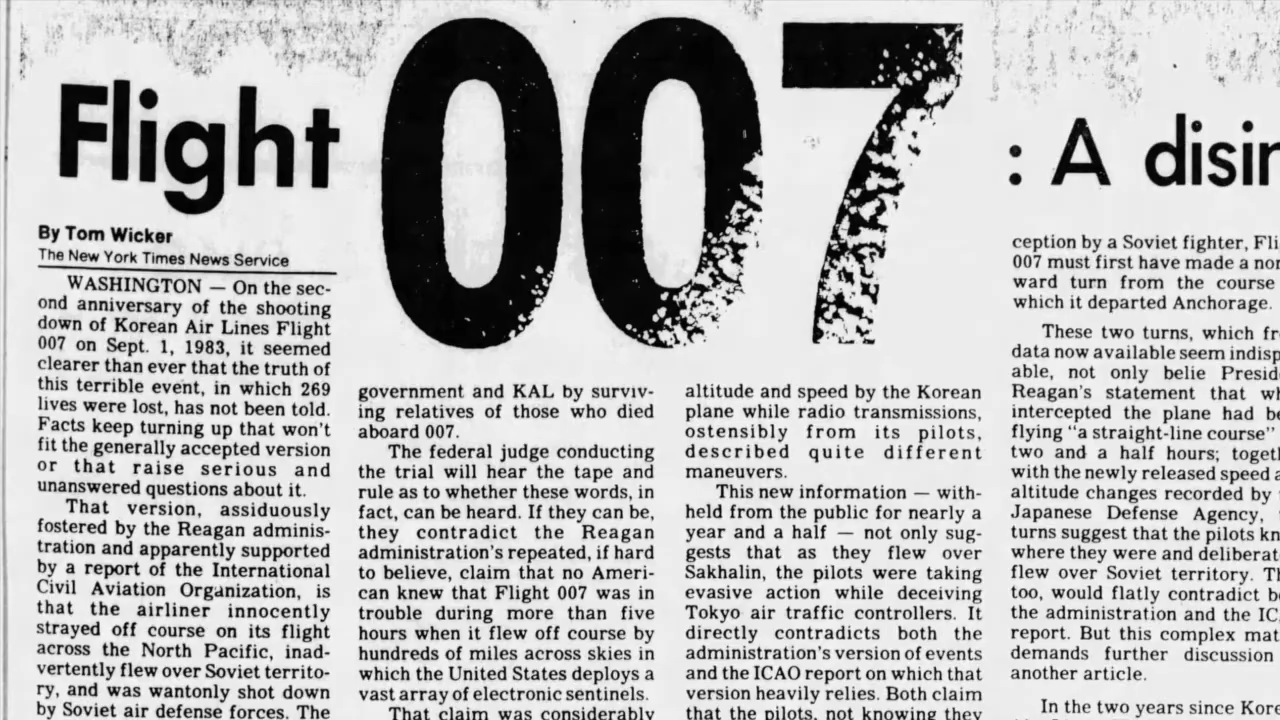 Flight 007 : A disin
By Tom Wicker
The New York Times News Service
WASHINGTON — On the sec-
ond anniversary of the shooting
down of Korean Air Lines Flight
007 on Sept. 1, 1983, it seemed
clearer than ever that the truth of
this terrible event, in which 269
lives were lost, has not been told.
Facts keep turning up that won't
fit the generally accepted version
or that raise serious and
unanswered questions about it.
That version, assiduously
fostered by the Reagan adminis-
tration and apparently supported
by a report of the International
Civil Aviation Organization, is
that the airliner innocently
strayed off course on its flight
across the North Pacific, inad-
vertently flew over Soviet territo-
ry, and was wantonly shot down
by Soviet air defense forces. The
government and KAL by surviv-
ing relatives of those who died
aboard 007.
The federal judge conducting
the trial will hear the tape and
rule as to whether these words, in
fact, can be heard. If they can be,
they contradict the Reagan
administration's repeated, if hard
to believe, claim that no Ameri-
can knew that Flight 007 was in
trouble during more than five
hours when it flew off course by
hundreds of miles across skies in
which the United States deploys a
vast array of electronic sentinels.
That claim was considerably
altitude and speed by the Korean
plane while radio transmissions,
ostensibly from its pilots,
described quite different
maneuvers.
This new information — with-
held from the public for nearly a
year and a half — not only sug-
gests that as they flew over
Sakhalin, the pilots were taking
evasive action while deceiving
Tokyo air traffic controllers. It
directly contradicts both the
administration's version of events
and the ICAO report on which that
version heavily relies. Both claim
that the pilots, not knowing they
ception by a Soviet fighter, Fli
007 must first have made a nor
ward turn from the course
which it departed Anchorage.
These two turns, which fr
data now available seem indisp
able, not only belie Preside
Reagan's statement that wh
intercepted the plane had be
flying "a straight-line course"
two and a half hours; togeth
with the newly released speed a
altitude changes recorded by
Japanese Defense Agency,
turns suggest that the pilots kn
where they were and deliberat
flew over Soviet territory. Th
too, would flatly contradict b
the administration and the IC
report. But this complex mat
demands further discussion
another article.
In the two years since Kore